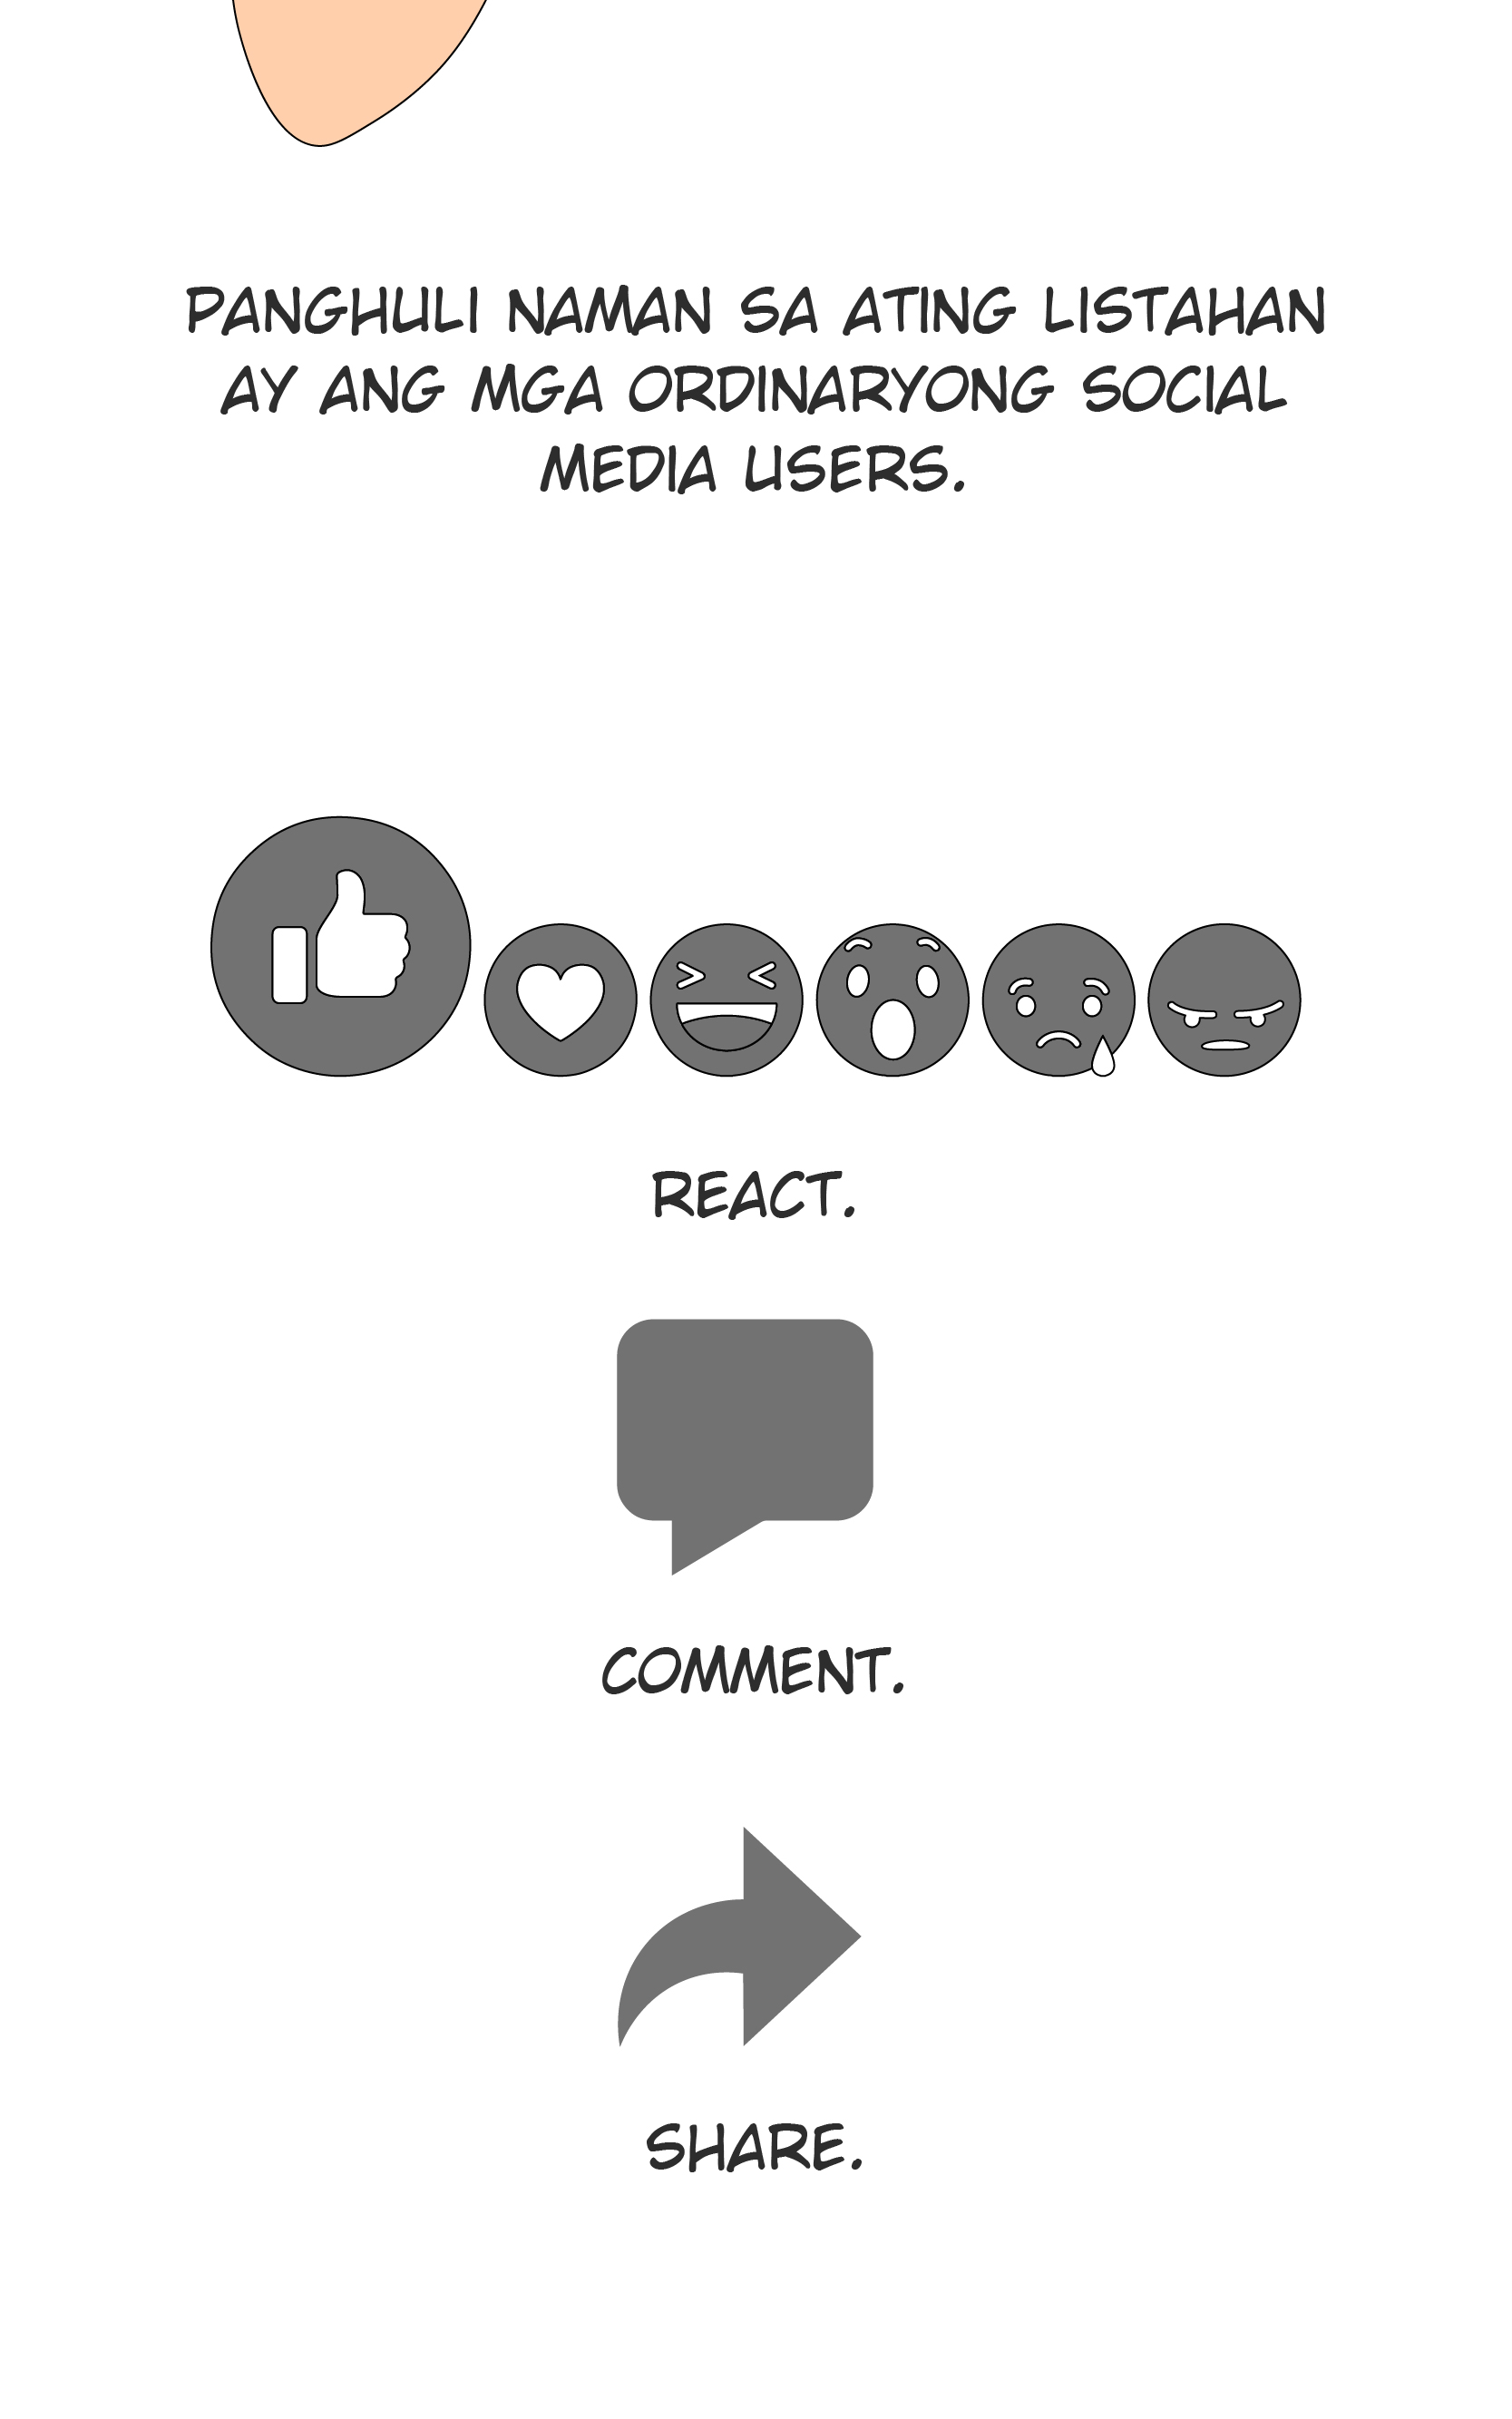 PANGHULI NAMAN SA ATING LISTAHAN
AY ANG MGA ORDINARYONG SOCIAL
MEDIA USERS.
REACT.
COMMENT.
SHARE.